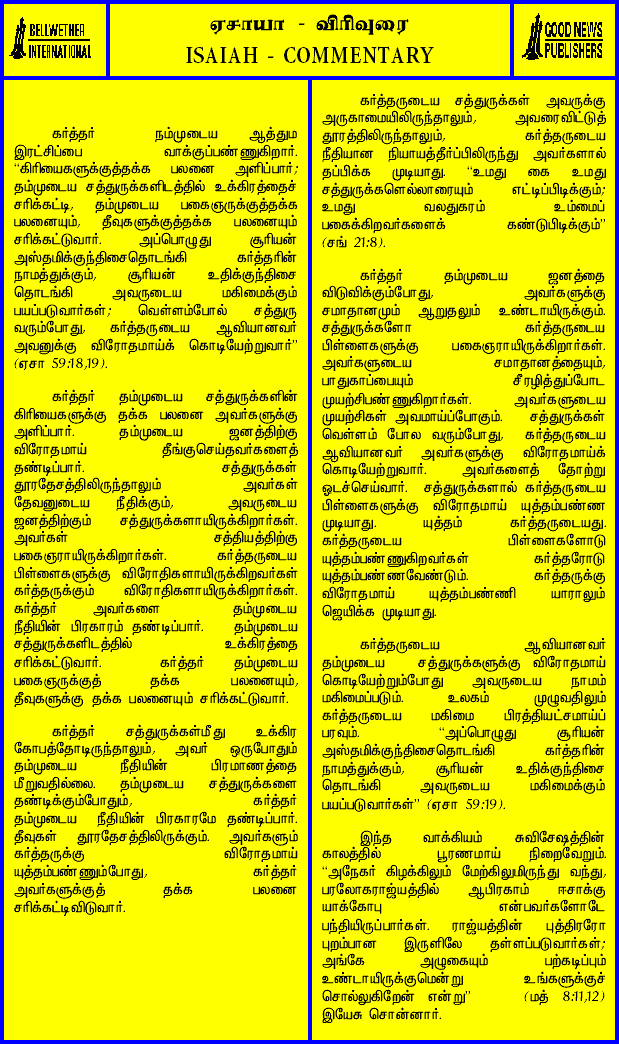 BELLWETHER
INTERNATIONAL
ஏசாயா - விரிவுரை
ISAIAH - COMMENTARY
GOOD NEWS
PUBLISHERS
கர்த்தர் நம்முடைய ஆத்தும
இரட்சிப்பை வாக்குப்பண்ணுகிறார்.
“கிரியைகளுக்குத்தக்க பலனை அளிப்பார்;
தம்முடைய சத்துருக்களிடத்தில் உக்கிரத்தைச்
சரிக்கட்டி, தம்முடைய பகைஞருக்குத்தக்க
பலனையும், தீவுகளுக்குத்தக்க பலனையும்
சரிக்கட்டுவார். அப்பொழுது சூரியன்
அஸ்தமிக்குந்திசைதொடங்கி கர்த்தரின்
நாமத்துக்கும், சூரியன் உதிக்குந்திசை
தொடங்கி அவருடைய மகிமைக்கும்
பயப்படுவார்கள்; வெள்ளம்போல் சத்துரு
வரும்போது, கர்த்தருடைய ஆவியானவர்
அவனுக்கு விரோதமாய்க் கொடியேற்றுவார்”
(ஏசா 59:18,19).
கர்த்தர் தம்முடைய சத்துருக்களின்
கிரியைகளுக்கு தக்க பலனை அவர்களுக்கு
அளிப்பார். தம்முடைய ஜனத்திற்கு
விரோதமாய் தீங்குசெய்தவர்களைத்
தண்டிப்பார். சத்துருக்கள்
தூரதேசத்திலிருந்தாலும் அவர்கள்
தேவனுடைய நீதிக்கும், அவருடைய
ஜனத்திற்கும் சத்துருக்களாயிருக்கிறார்கள்.
அவர்கள் சத்தியத்திற்கு
பகைஞராயிருக்கிறார்கள். கர்த்தருடைய
பிள்ளைகளுக்கு விரோதிகளாயிருக்கிறவர்கள்
கர்த்தருக்கும் விரோதிகளாயிருக்கிறார்கள்.
கர்த்தர் அவர்களை தம்முடைய
நீதியின் பிரகாரம் தண்டிப்பார். தம்முடைய
சத்துருக்களிடத்தில் உக்கிரத்தை
சரிக்கட்டுவார். கர்த்தர் தம்முடைய
பகைஞருக்குத் தக்க பலனையும்,
தீவுகளுக்கு தக்க பலனையும் சரிக்கட்டுவார்.
கர்த்தர் சத்துருக்கள்மீது உக்கிர
கோபத்தோடிருந்தாலும், அவர் ஒருபோதும்
தம்முடைய நீதியின் பிரமாணத்தை
மீறுவதில்லை. தம்முடைய சத்துருக்களை
தண்டிக்கும்போதும், கர்த்தர்
தம்முடைய நீதியின் பிரகாரமே தண்டிப்பார்.
தீவுகள் தூரதேசத்திலிருக்கும். அவர்களும்
கர்த்தருக்கு விரோதமாய்
யுத்தம்பண்ணும்போது, கர்த்தர்
அவர்களுக்குத் தக்க பலனை
சரிக்கட்டிவிடுவார்.
கர்த்தருடைய சத்துருக்கள் அவருக்கு
அருகாமையிலிருந்தாலும், அவரைவிட்டுத்
தூரத்திலிருந்தாலும், கர்த்தருடைய
நீதியான நியாயத்தீர்ப்பிலிருந்து அவர்களால்
தப்பிக்க முடியாது. “உமது கை உமது
சத்துருக்களெல்லாரையும் எட்டிப்பிடிக்கும்;
உமது வலதுகரம் உம்மைப்
பகைக்கிறவர்களைக் கண்டுபிடிக்கும்”
(சங் 21:8).
கர்த்தர் தம்முடைய ஜனத்தை
விடுவிக்கும்போது, அவர்களுக்கு
சமாதானமும் ஆறுதலும் உண்டாயிருக்கும்.
சத்துருக்களோ கர்த்தருடைய
பிள்ளைகளுக்கு பகைஞராயிருக்கிறார்கள்.
அவர்களுடைய சமாதானத்தையும்,
பாதுகாப்பையும் சீரழித்துப்போட
முயற்சிபண்ணுகிறார்கள். அவர்களுடைய
முயற்சிகள் அவமாய்ப்போகும். சத்துருக்கள்
வெள்ளம் போல வரும்போது, கர்த்தருடைய
ஆவியானவர் அவர்களுக்கு விரோதமாய்க்
கொடியேற்றுவார். அவர்களைத் தோற்று
ஓடச்செய்வார். சத்துருக்களால் கர்த்தருடைய
பிள்ளைகளுக்கு விரோதமாய் யுத்தம்பண்ண
முடியாது. யுத்தம் கர்த்தருடையது.
கர்த்தருடைய பிள்ளைகளோடு
யுத்தம்பண்ணுகிறவர்கள் கர்த்தரோடு
யுத்தம்பண்ணவேண்டும். கர்த்தருக்கு
விரோதமாய் யுத்தம்பண்ணி யாராலும்
ஜெயிக்க முடியாது.
கர்த்தருடைய ஆவியானவர்
தம்முடைய சத்துருக்களுக்கு விரோதமாய்
கொடியேற்றும்போது அவருடைய நாமம்
மகிமைப்படும். உலகம் முழுவதிலும்
கர்த்தருடைய மகிமை பிரத்தியட்சமாய்ப்
பரவும். “அப்பொழுது சூரியன்
அஸ்தமிக்குந்திசைதொடங்கி கர்த்தரின்
நாமத்துக்கும், சூரியன் உதிக்குந்திசை
தொடங்கி அவருடைய மகிமைக்கும்
பயப்படுவார்கள்” (ஏசா 59:19).
இந்த வாக்கியம் சுவிசேஷத்தின்
காலத்தில் பூரணமாய் நிறைவேறும்.
“அநேகர் கிழக்கிலும் மேற்கிலுமிருந்து வந்து,
பரலோகராஜ்யத்தில் ஆபிரகாம் ஈசாக்கு
யாக்கோபு என்பவர்களோடே
பந்தியிருப்பார்கள். ராஜ்யத்தின் புத்திரரோ
புறம்பான இருளிலே தள்ளப்படுவார்கள்;
அங்கே அழுகையும் பற்கடிப்பும்
உண்டாயிருக்குமென்று உங்களுக்குச்
சொல்லுகிறேன் என்று” (மத் 8:11,12)
இயேசு சொன்னார்.